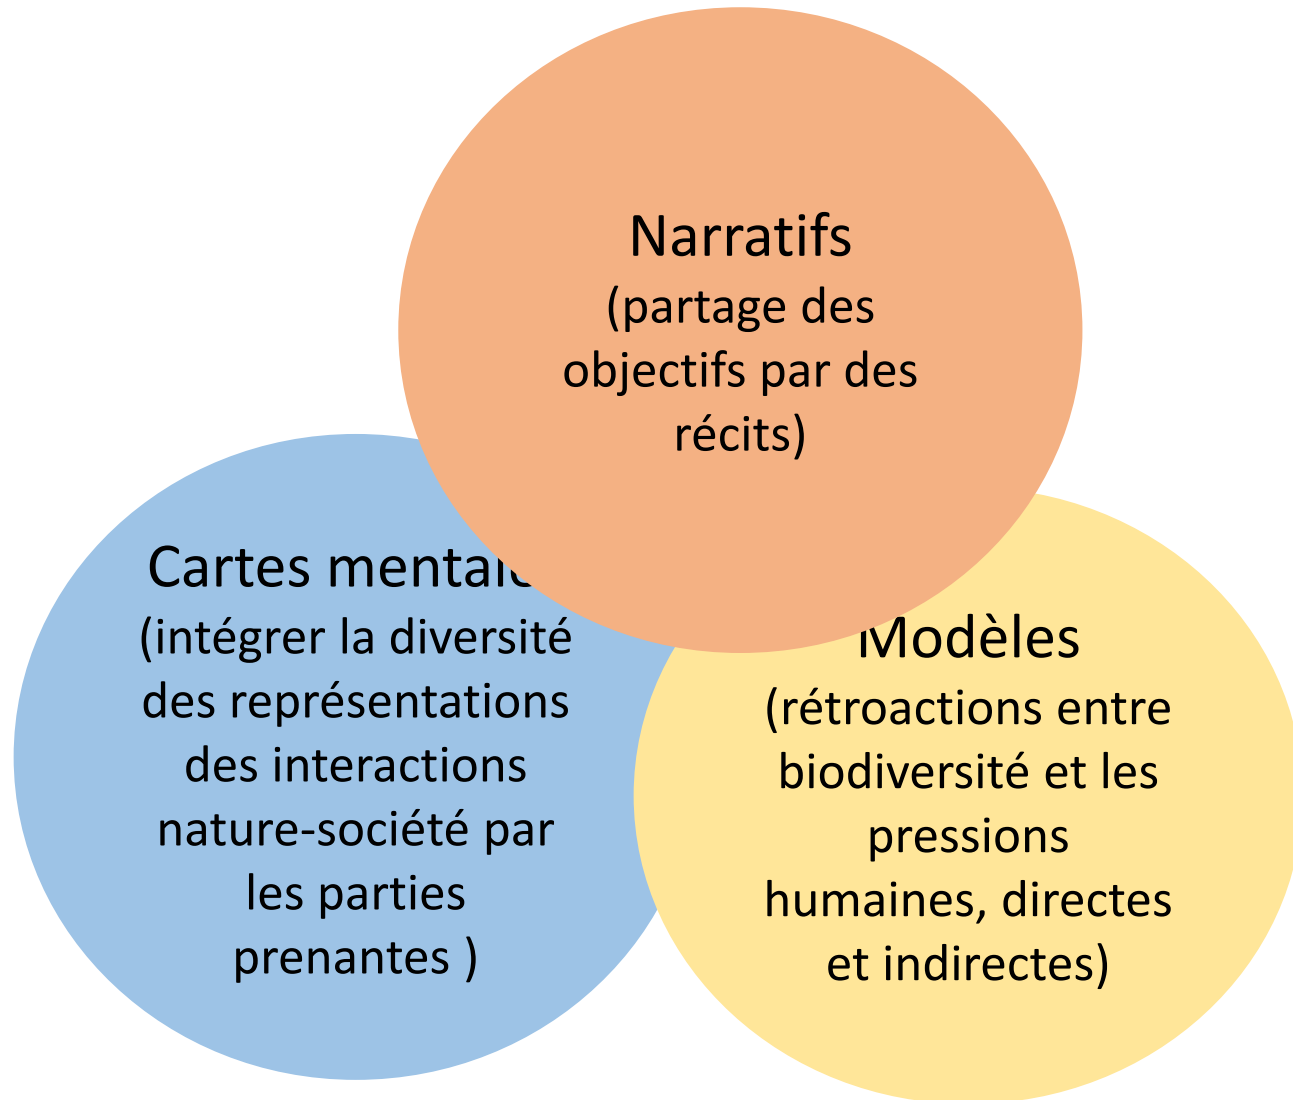 Narratifs
(partage des
objectifs par des
récits)
Cartes mentale
(intégrer la diversité
des représentations
des interactions
nature-société par
les parties
prenantes )
Modèles
(rétroactions entre
biodiversité et les
pressions
humaines, directes
et indirectes)